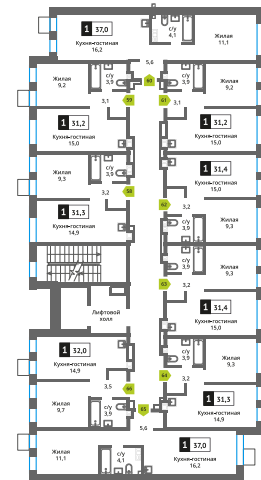 1 37,0
Кухня-гостиная
16,2
с/у
4,1
Жилая
11,1
5,6
60
Жилая
9,2
с/у
3,9
с/у
3,9
Жилая
9,2
3,1
59
61
3,1
1 31,2
Кухня-гостиная
15,0
1 31,2
Кухня-гостиная
15,0
Жилая
9,3
с/у
3,9
с/у
3,9
1 31,4
Кухня-гостиная
15,0
3,2
58
62
3,2
1 31,3
Кухня-гостиная
14,9
с/у
3,9
Жилая
9,3
с/у
3,9
Жилая
9,3
63
3,2
Лифтовой
холл
1 31,4
Кухня-гостиная
15,0
1 32,0
Кухня-гостиная
14,9
с/у
3,9
Жилая
9,3
3,5
66
64
3,2
Жилая
9,7
с/у
3,9
65
1 31,3
Кухня-гостиная
14,9
5,6
Жилая
11,1
с/у
4,1
1 37,0
Кухня-гостиная
16,2